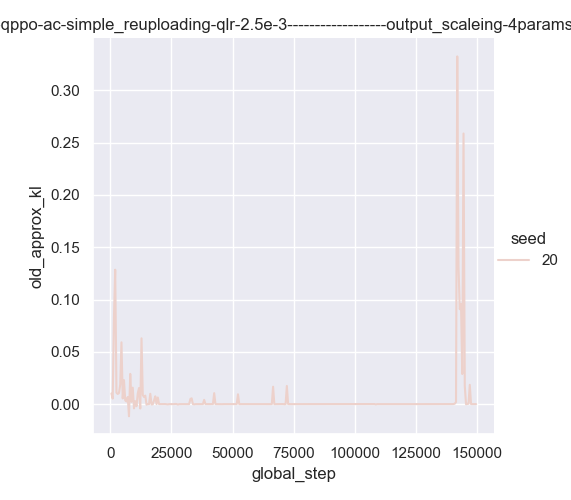 qppo-ac-simple_reuploading-qlr-2.5e-3------------------output_scaleing-4params
0.30
0.25
0.20
0.15
0.10
0.05
0.00
old_approx_kl
0 25000 50000 75000 100000 125000 150000
global_step
seed
20